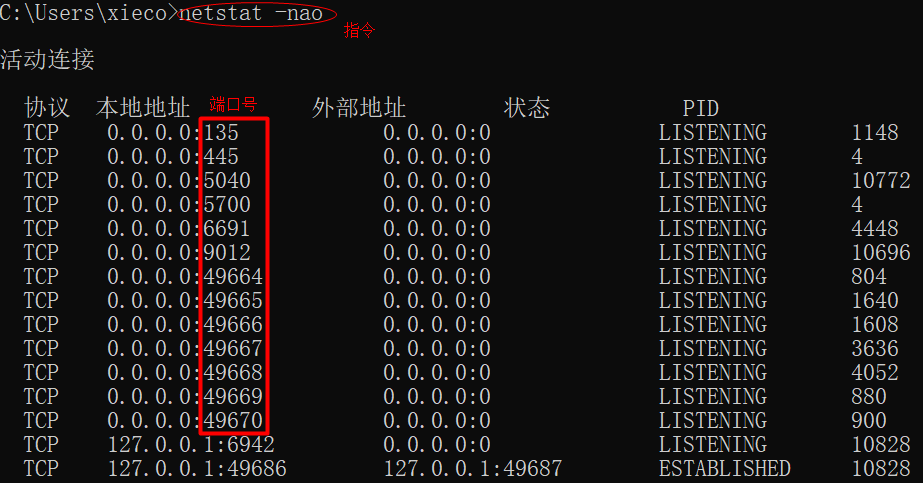 C:\Users\xieco>netstat -nao
指令
活动连接
协议 本地地址 端口号 外部地址 状态 PID
TCP 0.0.0.0:135 0.0.0.0:0 LISTENING 1148
TCP 0.0.0.0:445 0.0.0.0:0 LISTENING 4
TCP 0.0.0.0:5040 0.0.0.0:0 LISTENING 10772
TCP 0.0.0.0:5700 0.0.0.0:0 LISTENING 4
TCP 0.0.0.0:6691 0.0.0.0:0 LISTENING 4448
TCP 0.0.0.0:9012 0.0.0.0:0 LISTENING 10696
TCP 0.0.0.0:49664 0.0.0.0:0 LISTENING 804
TCP 0.0.0.0:49665 0.0.0.0:0 LISTENING 1640
TCP 0.0.0.0:49666 0.0.0.0:0 LISTENING 1608
TCP 0.0.0.0:49667 0.0.0.0:0 LISTENING 3636
TCP 0.0.0.0:49668 0.0.0.0:0 LISTENING 4052
TCP 0.0.0.0:49669 0.0.0.0:0 LISTENING 880
TCP 0.0.0.0:49670 0.0.0.0:0 LISTENING 900
TCP 127.0.0.1:6942 0.0.0.0:0 LISTENING 10828
TCP 127.0.0.1:49686 127.0.0.1:49687 ESTABLISHED 10828